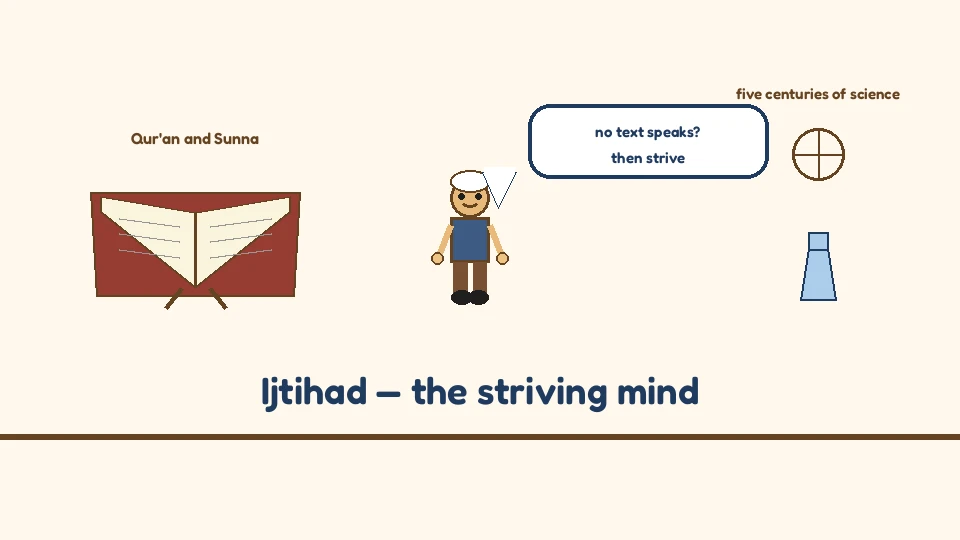 five centuries of science
Qur'an and Sunna
no text speaks?
then strive
Ijtihad — the striving mind